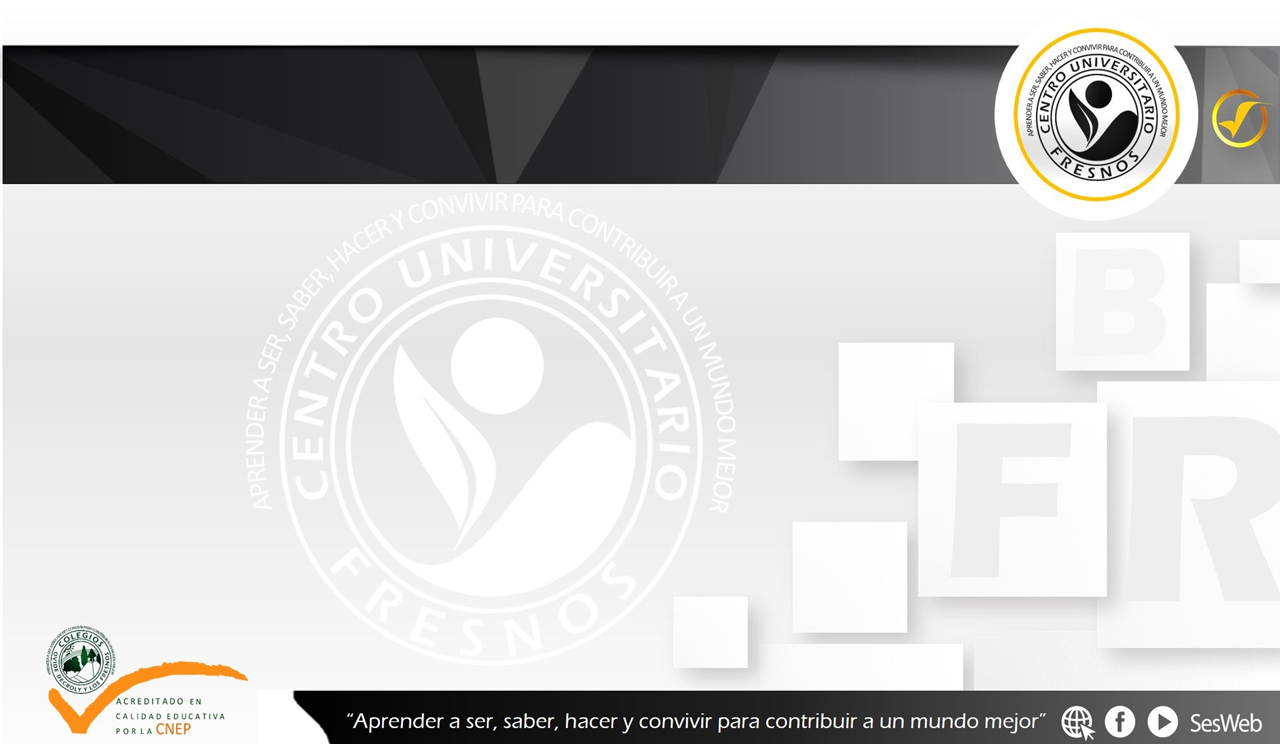 APRENDER A SER, SABER, HACER Y CONVIVIR PARA CONTRIBUIR A UN MUNDO MEJOR
CENTRO UNIVERSITARIO
FRESNOS
APRENDER A SER, SABER, HACER Y CONVIVIR PARA CONTRIBUIR A UN MUNDO MEJOR
CENTRO UNIVERSITARIO
FRESNOS
B
F
R
COLEGIOS
OVIDIO DECROLY Y LOS FRESNOS
ACREDITADO EN
CALIDAD EDUCATIVA
POR LA CNEP
“Aprender a ser, saber, hacer y convivir para contribuir a un mundo mejor”
f
SesWeb